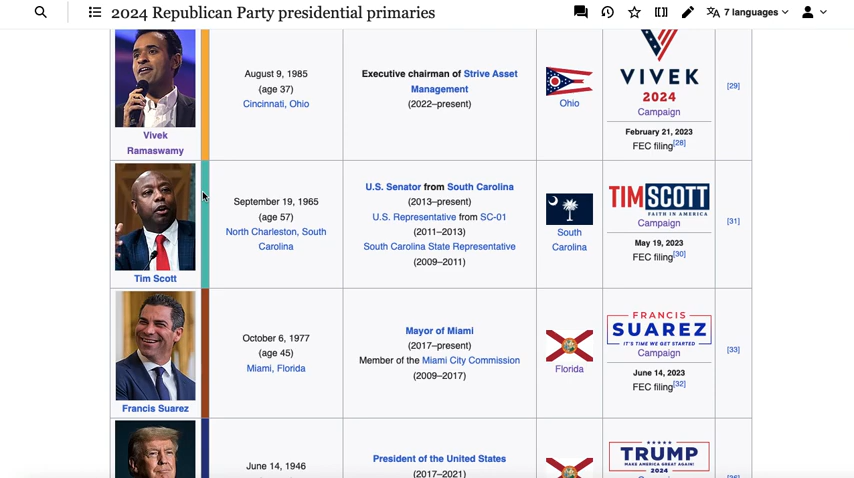 2024 Republican Party presidential primaries
7 languages
Vivek
Ramaswamy
August 9, 1985
(age 37)
Cincinnati, Ohio
Executive chairman of Strive Asset
Management
(2022–present)
Ohio
VIVEK
2024
Campaign
February 21, 2023
FEC filing[28]
[29]
Tim Scott
September 19, 1965
(age 57)
North Charleston, South
Carolina
U.S. Senator from South Carolina
(2013–present)
U.S. Representative from SC-01
(2011–2013)
South Carolina State Representative
(2009–2011)
South
Carolina
TIMSCOTT
FAITH IN AMERICA
Campaign
May 19, 2023
FEC filing[30]
[31]
Francis Suarez
October 6, 1977
(age 45)
Miami, Florida
Mayor of Miami
(2017–present)
Member of the Miami City Commission
(2009–2017)
Florida
FRANCIS
SUAREZ
IT'S TIME WE GET STARTED
Campaign
June 14, 2023
FEC filing[32]
[33]
June 14, 1946
President of the United States
(2017–2021)
TRUMP
MAKE AMERICA GREAT AGAIN!
2024